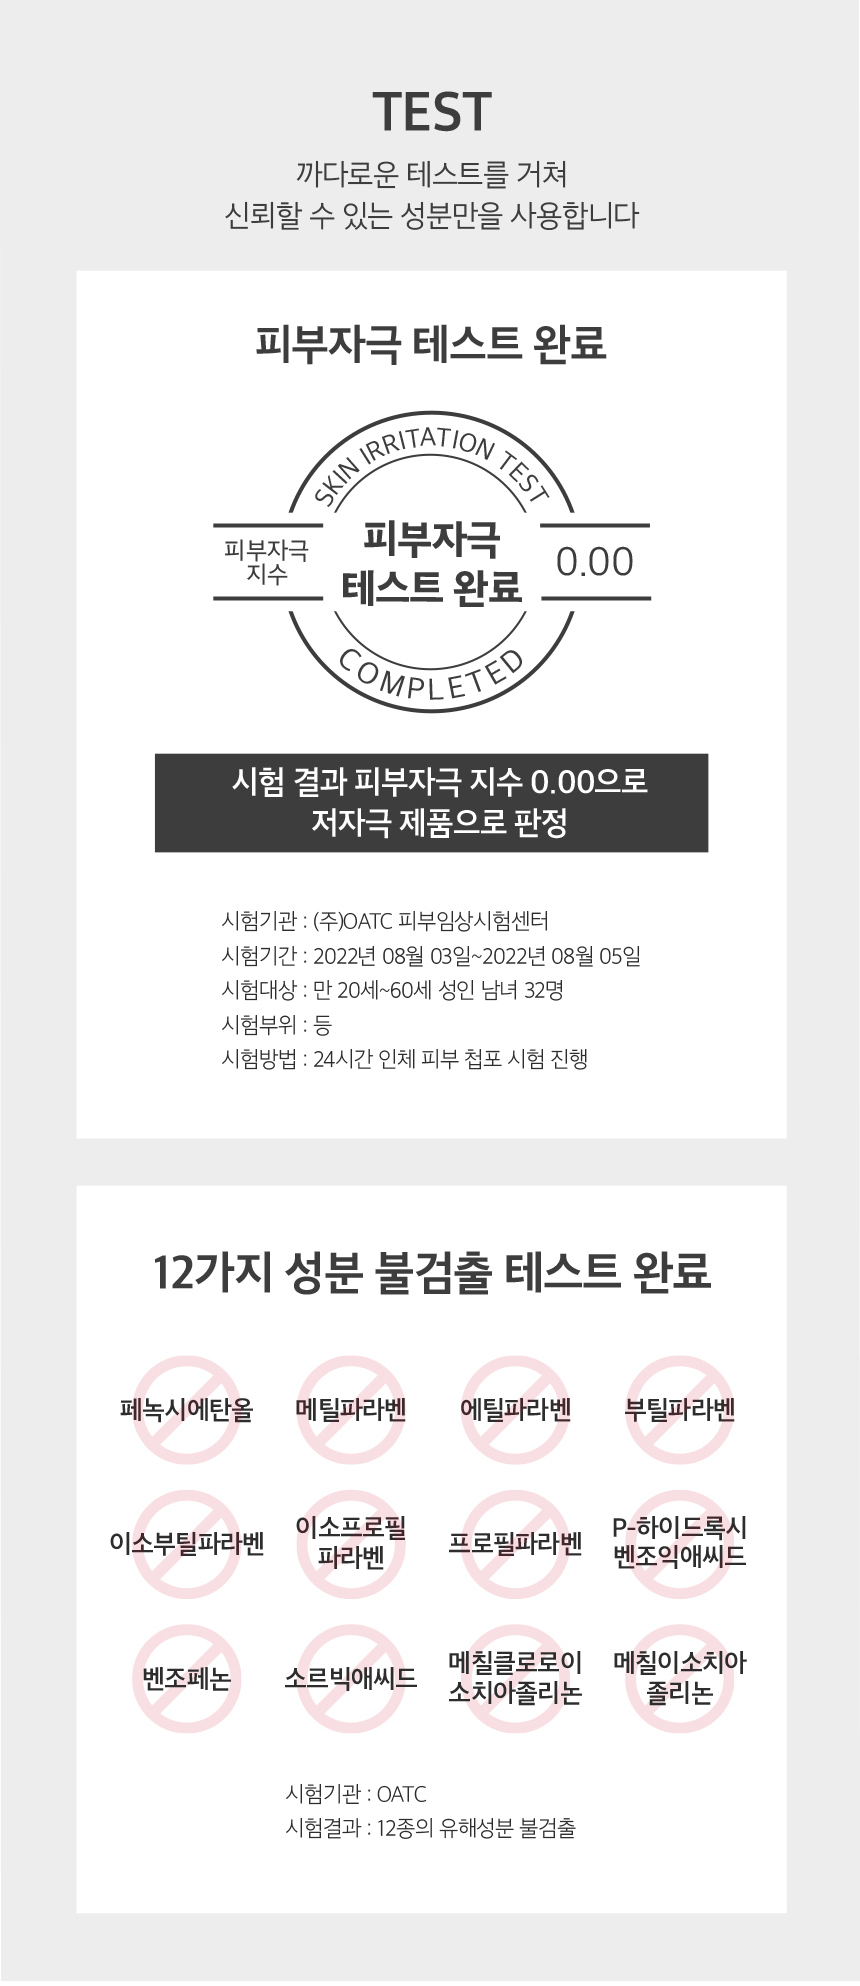 TEST
까다로운 테스트를 거쳐
신뢰할 수 있는 성분만을 사용합니다
피부자극 테스트 완료
SKIN IRRITATION TEST
피부자극
지수
피부자극
테스트 완료
0.00
COMPLETED
시험 결과 피부자극 지수 0.00으로
저자극 제품으로 판정
시험기관 : (주)OATC 피부임상시험센터
시험기간 : 2022년 08월 03일~2022년 08월 05일
시험대상 : 만 20세~60세 성인 남녀 32명
시험부위 : 등
시험방법 : 24시간 인체 피부 첩포 시험 진행
12가지 성분 불검출 테스트 완료
페녹시에탄올
메틸파라벤
에틸파라벤
부틸파라벤
이소부틸파라벤
이소프로필
파라벤
프로필파라벤
P-하이드록시
벤조익애씨드
벤조페논
소르빅애씨드
메칠클로로이
소치아졸리논
메칠이소치아
졸리논
시험기관 : OATC
시험결과 : 12종의 유해성분 불검출